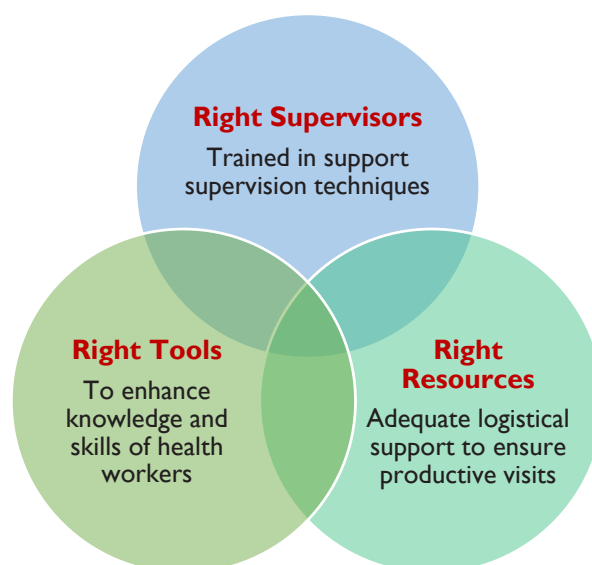 Right Supervisors
Trained in support
supervision techniques
Right Tools
To enhance
knowledge and
skills of health
workers
Right
Resources
Adequate logistical
support to ensure
productive visits